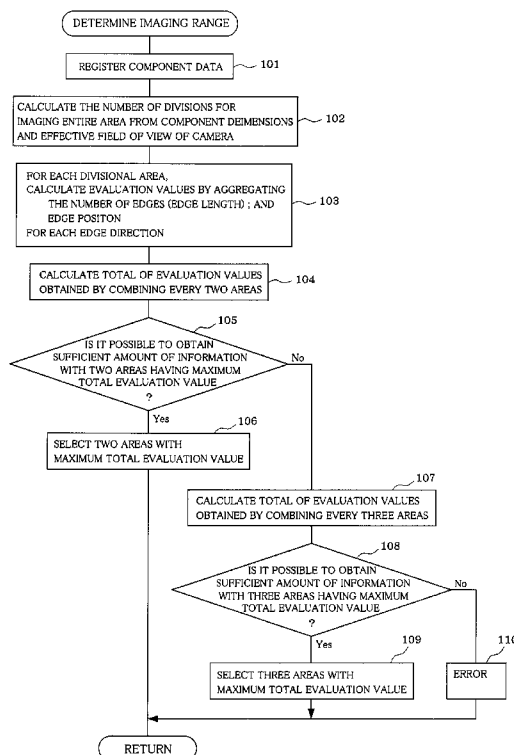 DETERMINE IMAGING RANGE
REGISTER COMPONENT DATA
101
CALCULATE THE NUMBER OF DIVISIONS FOR
IMAGING ENTIRE AREA FROM COMPONENT DEIMENSIONS
AND EFFECTIVE FIELD OF VIEW OF CAMERA
102
FOR EACH DIVISIONAL AREA,
CALCULATE EVALUATION VALUES BY AGGREGATING
THE NUMBER OF EDGES (EDGE LENGTH) ; AND
EDGE POSITON
FOR EACH EDGE DIRECTION
103
CALCULATE TOTAL OF EVALUATION VALUES
OBTAINED BY COMBINING EVERY TWO AREAS
104
105
IS IT POSSIBLE TO OBTAIN
SUFFICIENT AMOUNT OF INFORMATION
WITH TWO AREAS HAVING MAXIMUM
TOTAL EVALUATION VALUE
?
No
Yes
106
SELECT TWO AREAS WITH
MAXIMUM TOTAL EVALUATION VALUE
107
CALCULATE TOTAL OF EVALUATION VALUES
OBTAINED BY COMBINING EVERY THREE AREAS
108
IS IT POSSIBLE TO OBTAIN
SUFFICIENT AMOUNT OF INFORMATION
WITH THREE AREAS HAVING MAXIMUM
TOTAL EVALUATION VALUE
?
No
Yes
109
SELECT THREE AREAS WITH
MAXIMUM TOTAL EVALUATION VALUE
110
ERROR
RETURN